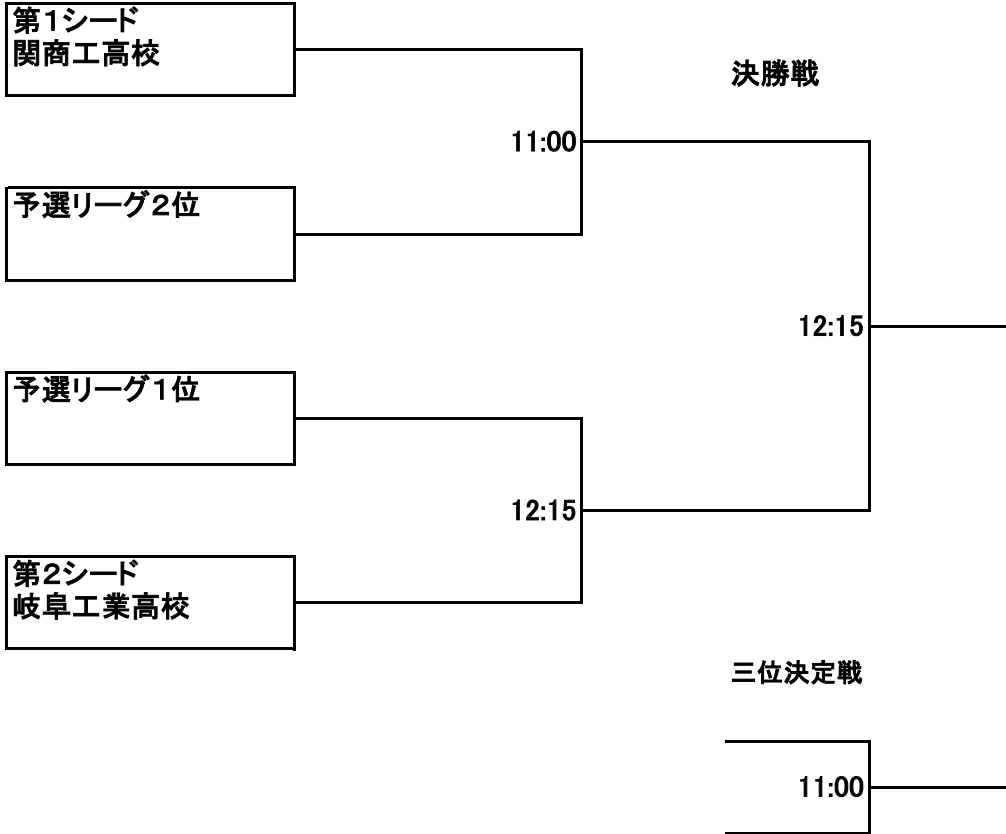 第１シード
関商工高校
決勝戦
11:00
予選リーグ２位
12:15
予選リーグ１位
12:15
第２シード
岐阜工業高校
三位決定戦
11:00